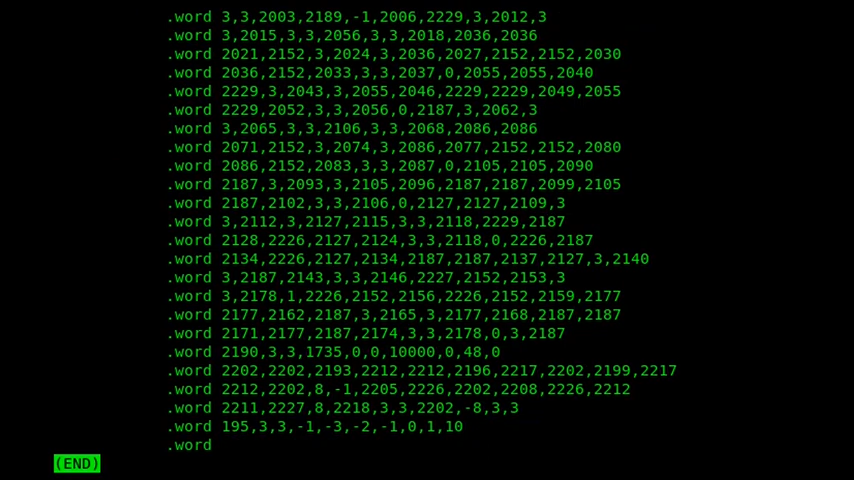 .word 3,3,2003,2189,-1,2006,2229,3,2012,3
.word 3,2015,3,3,2056,3,3,2018,2036,2036
.word 2021,2152,3,2024,3,2036,2027,2152,2152,2030
.word 2036,2152,2033,3,3,2037,0,2055,2055,2040
.word 2229,3,2043,3,2055,2046,2229,2229,2049,2055
.word 2229,2052,3,3,2056,0,2187,3,2062,3
.word 3,2065,3,3,2106,3,3,2068,2086,2086
.word 2071,2152,3,2074,3,2086,2077,2152,2152,2080
.word 2086,2152,2083,3,3,2087,0,2105,2105,2090
.word 2187,3,2093,3,2105,2096,2187,2187,2099,2105
.word 2187,2102,3,3,2106,0,2127,2127,2109,3
.word 3,2112,3,2127,2115,3,3,2118,2229,2187
.word 2128,2226,2127,2124,3,3,2118,0,2226,2187
.word 2134,2226,2127,2134,2187,2187,2137,2127,3,2140
.word 3,2187,2143,3,3,2146,2227,2152,2153,3
.word 3,2178,1,2226,2152,2156,2226,2152,2159,2177
.word 2177,2162,2187,3,2165,3,2177,2168,2187,2187
.word 2171,2177,2187,2174,3,3,2178,0,3,2187
.word 2190,3,3,1735,0,0,10000,0,48,0
.word 2202,2202,2193,2212,2212,2196,2217,2202,2199,2217
.word 2212,2202,8,-1,2205,2226,2202,2208,2226,2212
.word 2211,2227,8,2218,3,3,2202,-8,3,3
.word 195,3,3,-1,-3,-2,-1,0,1,10
.word
(END)